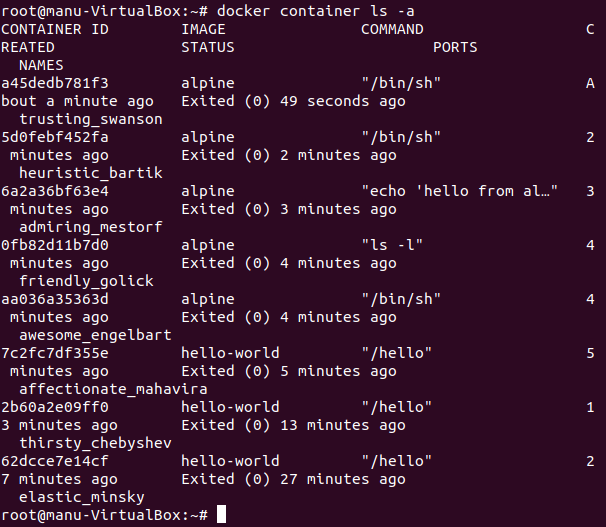 root@manu-VirtualBox:~# docker container ls -a
CONTAINER ID        IMAGE               COMMAND                  C
REATED              STATUS                      PORTS
  NAMES
a45dedb781f3        alpine              "/bin/sh"                A
bout a minute ago   Exited (0) 49 seconds ago
  trusting_swanson
5d0febf452fa        alpine              "/bin/sh"                2
 minutes ago        Exited (0) 2 minutes ago
  heuristic_bartik
6a2a36bf63e4        alpine              "echo 'hello from al…"   3
 minutes ago        Exited (0) 3 minutes ago
  admiring_mestorf
0fb82d11b7d0        alpine              "ls -l"                  4
 minutes ago        Exited (0) 4 minutes ago
  friendly_golick
aa036a35363d        alpine              "/bin/sh"                4
 minutes ago        Exited (0) 4 minutes ago
  awesome_engelbart
7c2fc7df355e        hello-world         "/hello"                 5
 minutes ago        Exited (0) 5 minutes ago
  affectionate_mahavira
2b60a2e09ff0        hello-world         "/hello"                 1
3 minutes ago       Exited (0) 13 minutes ago
  thirsty_chebyshev
62dcce7e14cf        hello-world         "/hello"                 2
7 minutes ago       Exited (0) 27 minutes ago
  elastic_minsky
root@manu-VirtualBox:~#